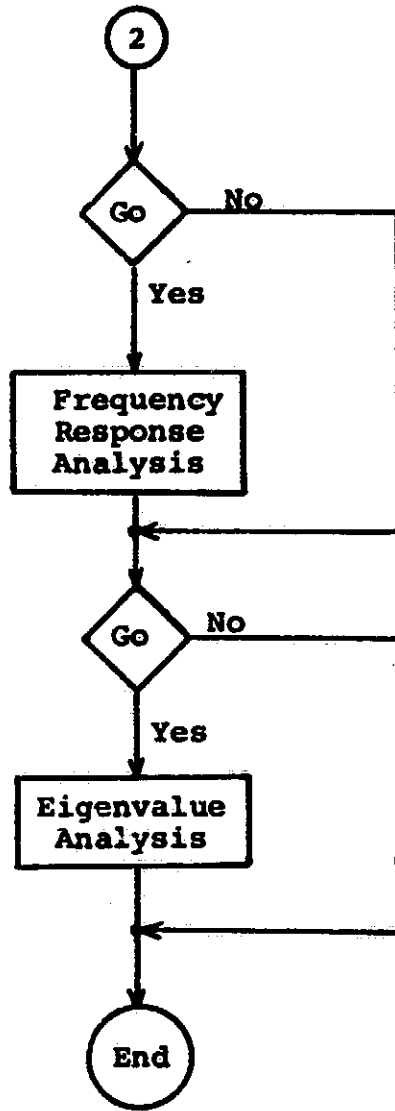 2
Go
No
Yes
Frequency
Response
Analysis
Go
No
Yes
Eigenvalue
Analysis
End